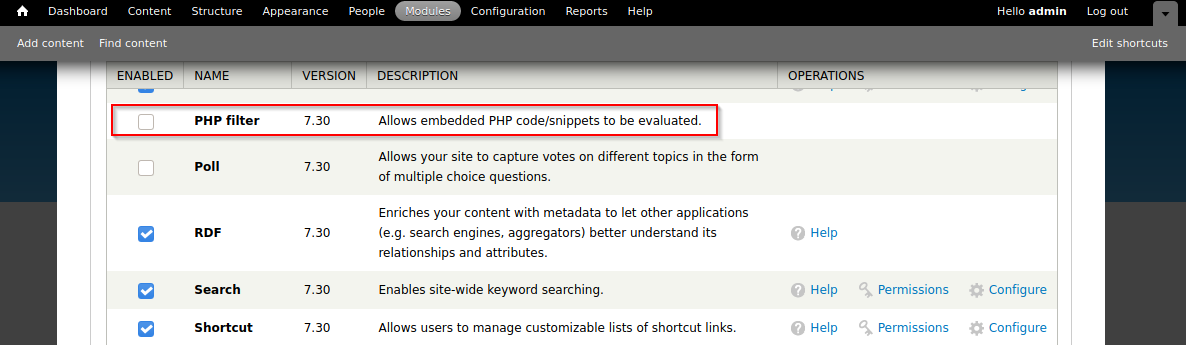 Dashboard Content Structure Appearance People Modules Configuration Reports Help Hello admin Log out
Add content Find content Edit shortcuts
ENABLED NAME VERSION DESCRIPTION OPERATIONS
PHP filter 7.30 Allows embedded PHP code/snippets to be evaluated.
Poll 7.30 Allows your site to capture votes on different topics in the form
of multiple choice questions.
RDF 7.30 Enriches your content with metadata to let other applications
(e.g. search engines, aggregators) better understand its
relationships and attributes. Help
Search 7.30 Enables site-wide keyword searching. Help Permissions Configure
Shortcut 7.30 Allows users to manage customizable lists of shortcut links. Help Permissions Configure